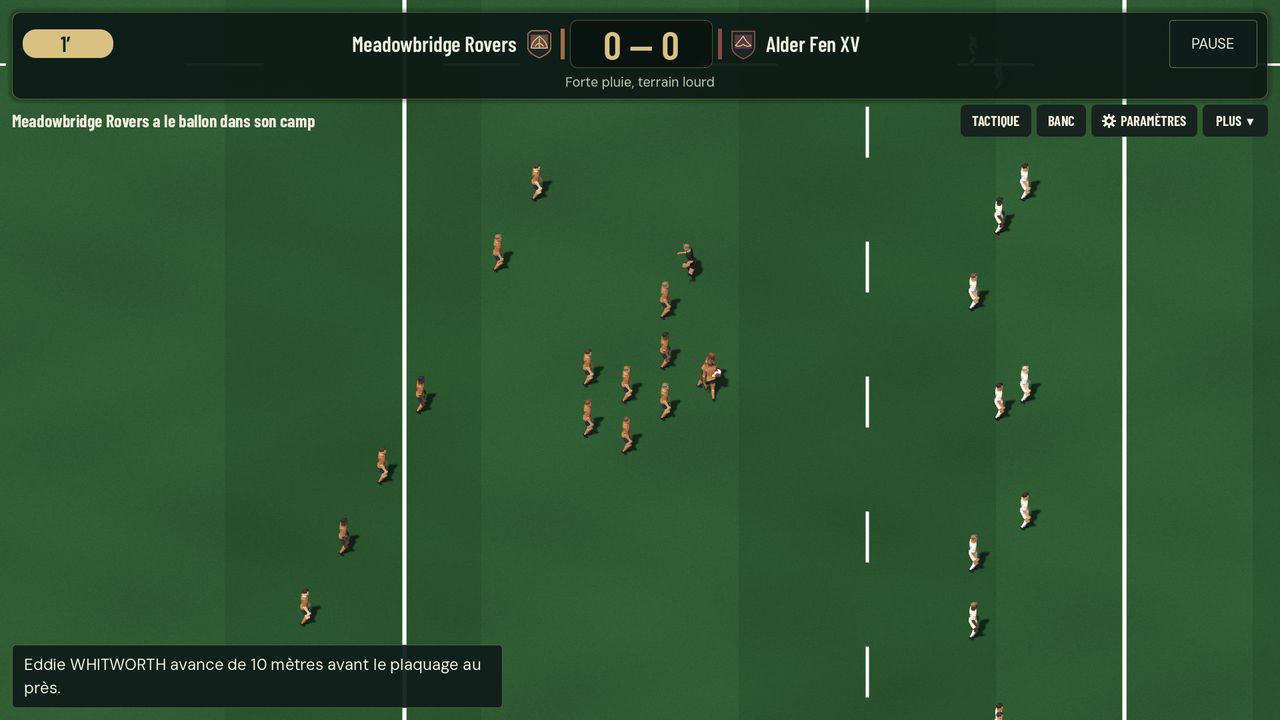 1′
Meadowbridge Rovers
0 – 0
Alder Fen XV
PAUSE
Forte pluie, terrain lourd
Meadowbridge Rovers a le ballon dans son camp
TACTIQUE
BANC
PARAMÈTRES
PLUS ▾
Eddie WHITWORTH avance de 10 mètres avant le plaquage au
près.